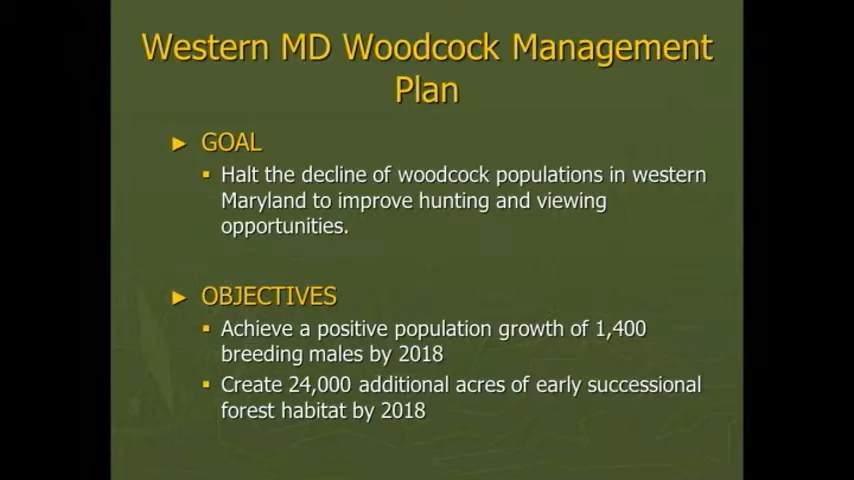 Western MD Woodcock Management
Plan
► GOAL
▪ Halt the decline of woodcock populations in western
Maryland to improve hunting and viewing
opportunities.
► OBJECTIVES
▪ Achieve a positive population growth of 1,400
breeding males by 2018
▪ Create 24,000 additional acres of early successional
forest habitat by 2018